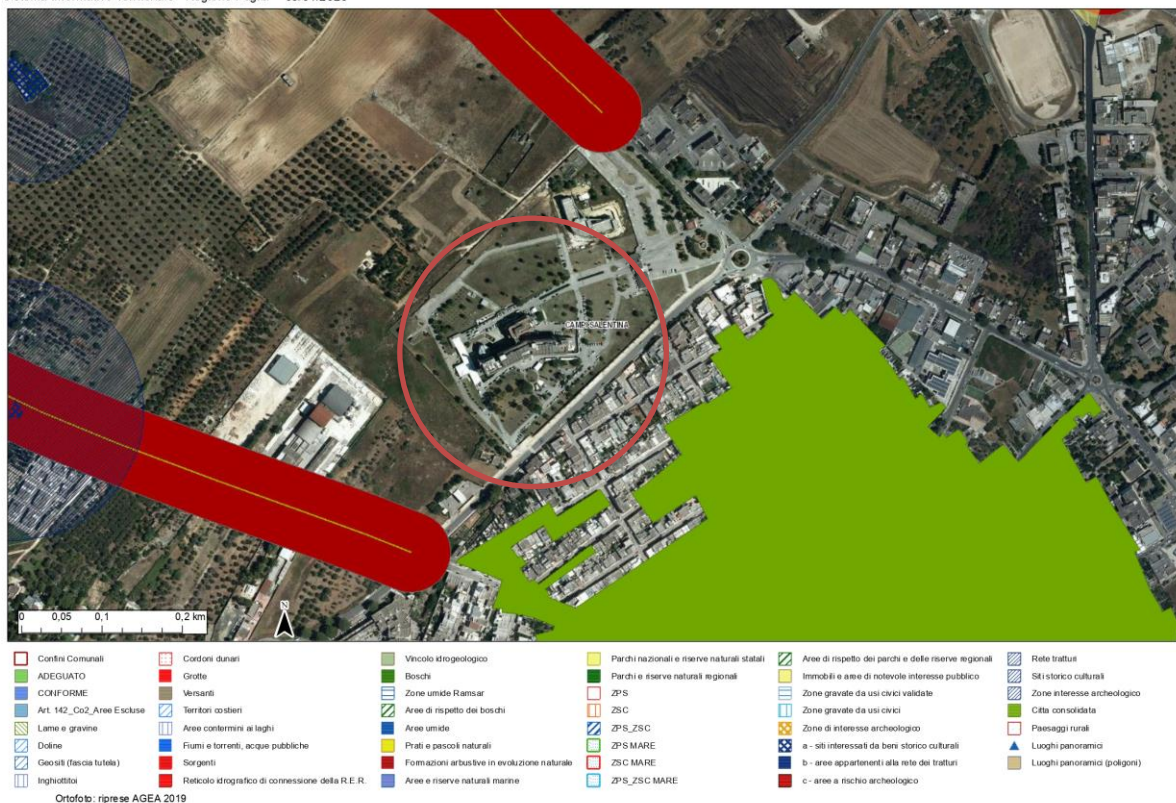 CAMPI SALENTINA
0 0,05 0,1 0,2 km
N
Confini Comunali
ADEGUATO
CONFORME
Art. 142_Co2_Aree Escluse
Lame e gravine
Doline
Geositi (fascia tutela)
Inghiottitoi
Cordoni dunari
Grotte
Versanti
Territori costieri
Aree contermini ai laghi
Fiumi e torrenti, acque pubbliche
Sorgenti
Reticolo idrografico di connessione della R.E.R.
Vincolo idrogeologico
Boschi
Zone umide Ramsar
Aree di rispetto dei boschi
Aree umide
Prati e pascoli naturali
Formazioni arbustive in evoluzione naturale
Aree e riserve naturali marine
Parchi nazionali e riserve naturali statali
Parchi e riserve naturali regionali
ZPS
ZSC
ZPS_ZSC
ZPS MARE
ZSC MARE
ZPS_ZSC MARE
Aree di rispetto dei parchi e delle riserve regionali
Immobili e aree di notevole interesse pubblico
Zone gravate da usi civici validate
Zone gravate da usi civici
Zone di interesse archeologico
a - siti interessati da beni storico culturali
b - aree appartenenti alla rete dei tratturi
c - aree a rischio archeologico
Rete tratturi
Siti storico culturali
Zone interesse archeologico
Citta consolidata
Paesaggi rurali
Luoghi panoramici
Luoghi panoramici (poligoni)
Ortofoto: riprese AGEA 2019